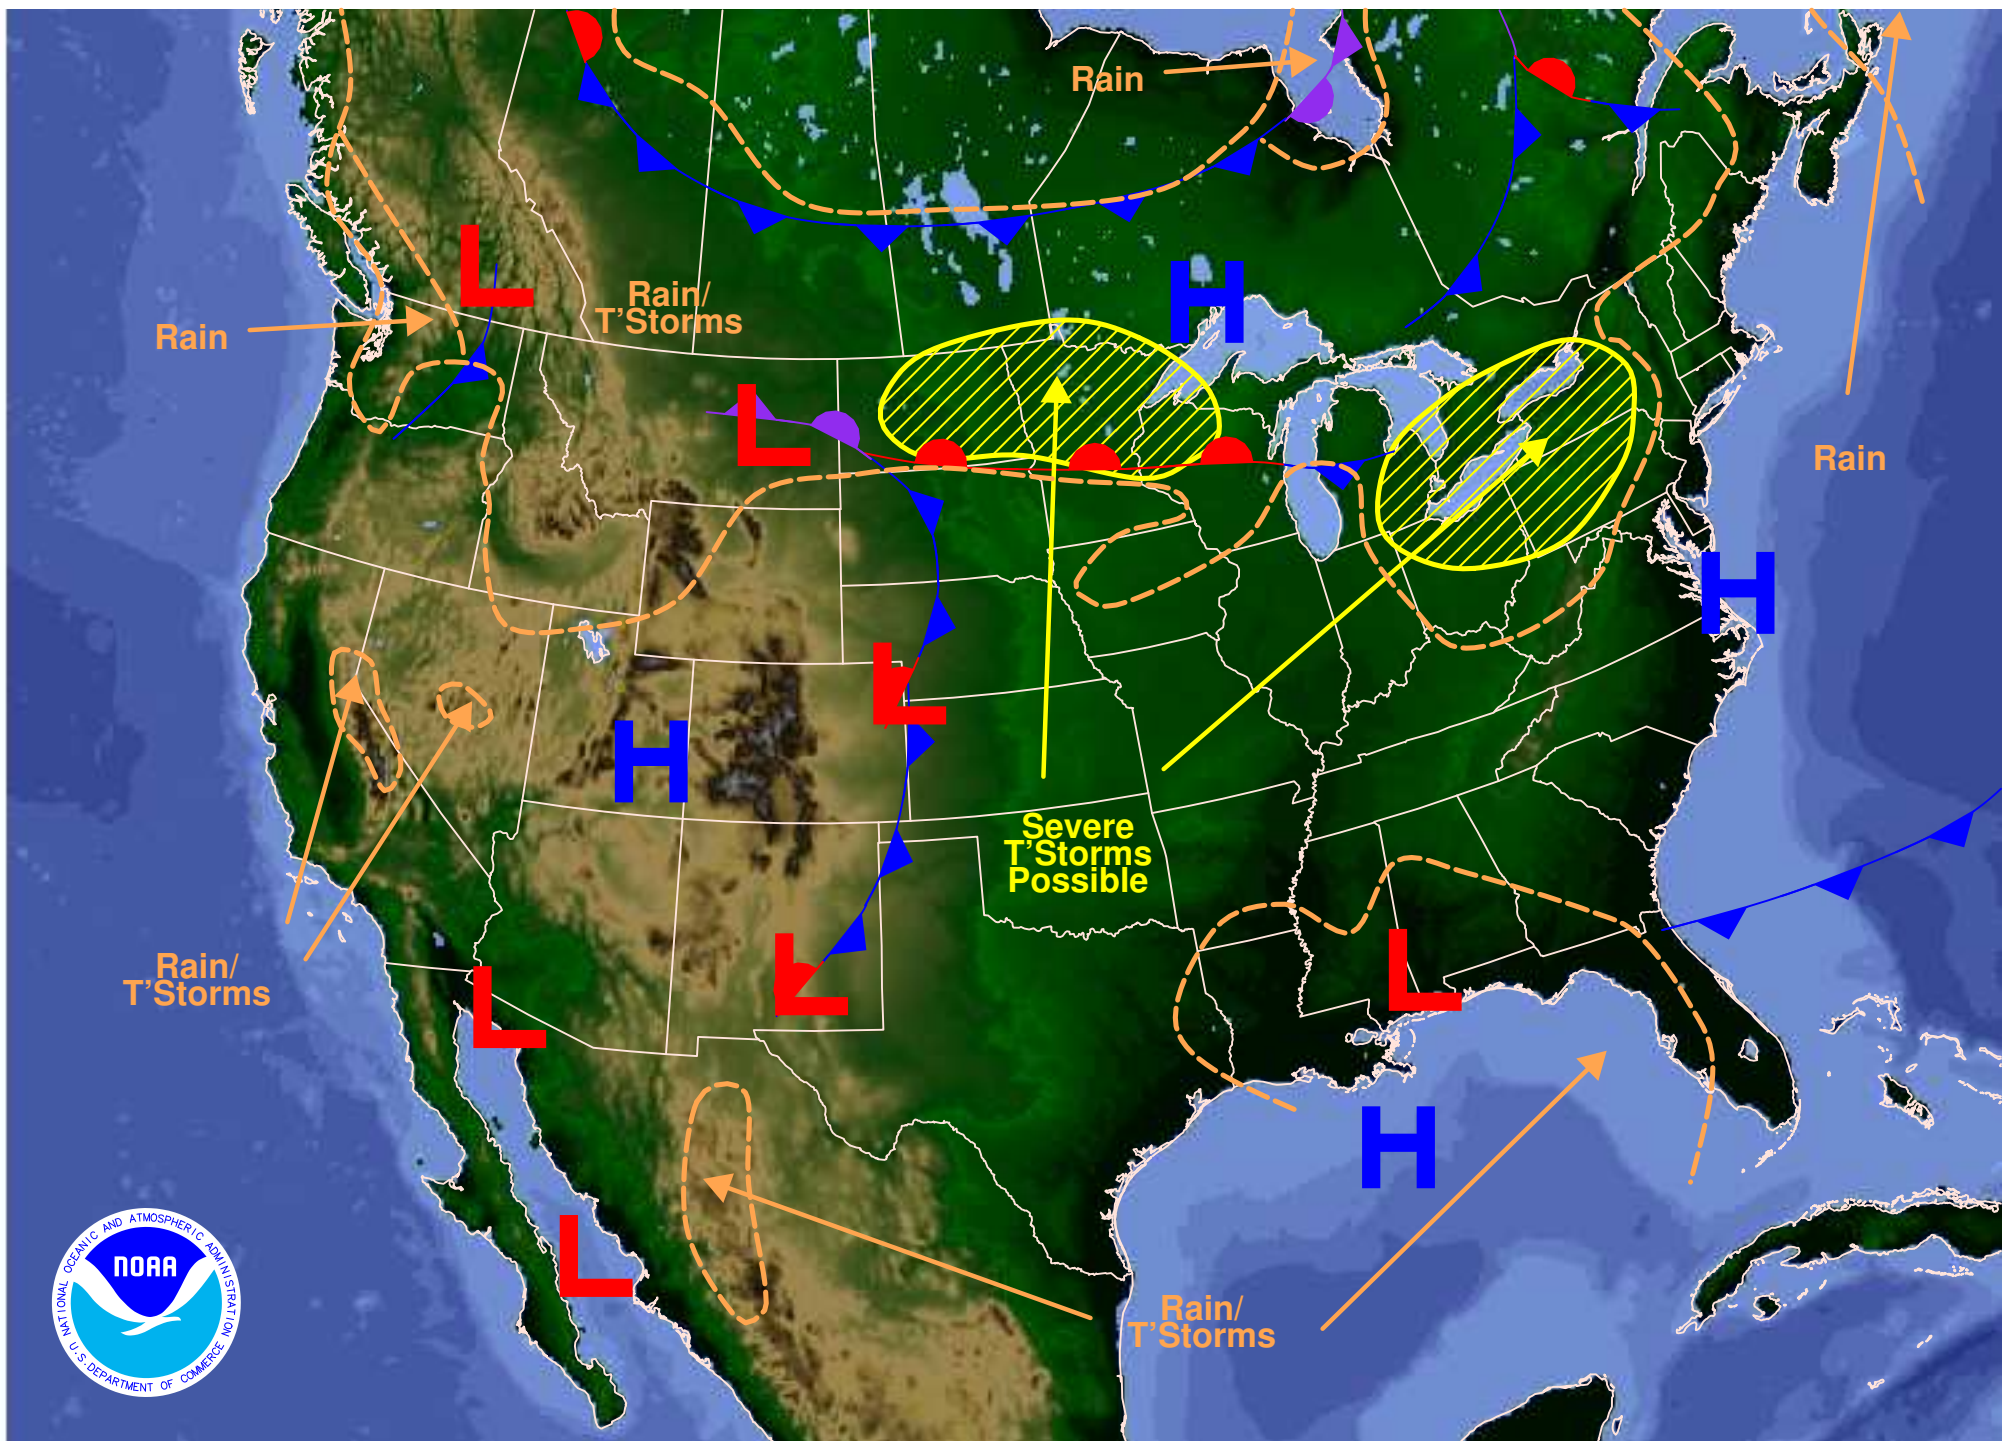 Rain
Rain/
T'Storms
Rain
L
H
L
Rain
H
L
H
Severe
T'Storms
Possible
Rain/
T'Storms
L
L
L
H
L
Rain/
T'Storms
NATIONAL OCEANIC AND ATMOSPHERIC ADMINISTRATION
NOAA
U.S. DEPARTMENT OF COMMERCE